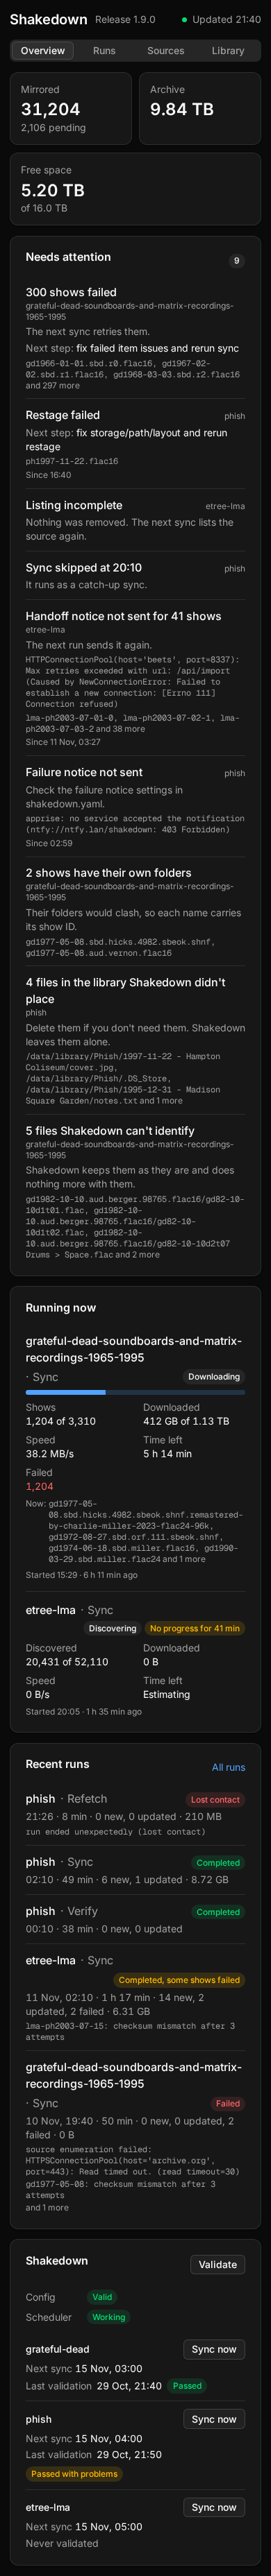 Shakedown Release 1.9.0 Updated 21:40
Overview Runs Sources Library
Mirrored
31,204
2,106 pending
Archive
9.84 TB
Free space
5.20 TB
of 16.0 TB
Needs attention 9
300 shows failed
grateful-dead-soundboards-and-matrix-recordings-
1965-1995
The next sync retries them.
Next step: fix failed item issues and rerun sync
gd1966-01-01.sbd.r0.flac16, gd1967-02-
02.sbd.r1.flac16, gd1968-03-03.sbd.r2.flac16
and 297 more
Restage failed phish
Next step: fix storage/path/layout and rerun
restage
ph1997-11-22.flac16
Since 16:40
Listing incomplete etree-lma
Nothing was removed. The next sync lists the
source again.
Sync skipped at 20:10 phish
It runs as a catch-up sync.
Handoff notice not sent for 41 shows
etree-lma
The next run sends it again.
HTTPConnectionPool(host='beets', port=8337):
Max retries exceeded with url: /api/import
(Caused by NewConnectionError: Failed to
establish a new connection: [Errno 111]
Connection refused)
lma-ph2003-07-01-0, lma-ph2003-07-02-1, lma-
ph2003-07-03-2 and 38 more
Since 11 Nov, 03:27
Failure notice not sent phish
Check the failure notice settings in
shakedown.yaml.
apprise: no service accepted the notification
(ntfy://ntfy.lan/shakedown: 403 Forbidden)
Since 02:59
2 shows have their own folders
grateful-dead-soundboards-and-matrix-recordings-
1965-1995
Their folders would clash, so each name carries
its show ID.
gd1977-05-08.sbd.hicks.4982.sbeok.shnf,
gd1977-05-08.aud.vernon.flac16
4 files in the library Shakedown didn't
place
phish
Delete them if you don't need them. Shakedown
leaves them alone.
/data/library/Phish/1997-11-22 - Hampton
Coliseum/cover.jpg,
/data/library/Phish/.DS_Store,
/data/library/Phish/1995-12-31 - Madison
Square Garden/notes.txt and 1 more
5 files Shakedown can't identify
grateful-dead-soundboards-and-matrix-recordings-
1965-1995
Shakedown keeps them as they are and does
nothing more with them.
gd1982-10-10.aud.berger.98765.flac16/gd82-10-
10d1t01.flac, gd1982-10-
10.aud.berger.98765.flac16/gd82-10-
10d1t02.flac, gd1982-10-
10.aud.berger.98765.flac16/gd82-10-10d2t07
Drums > Space.flac and 2 more
Running now
grateful-dead-soundboards-and-matrix-
recordings-1965-1995
· Sync Downloading
Shows Downloaded
1,204 of 3,310 412 GB of 1.13 TB
Speed Time left
38.2 MB/s 5 h 14 min
Failed
1,204
Now: gd1977-05-
08.sbd.hicks.4982.sbeok.shnf.remastered-
by-charlie-miller-2023-flac24-96k,
gd1972-08-27.sbd.orf.111.sbeok.shnf,
gd1974-06-18.sbd.miller.flac16, gd1990-
03-29.sbd.miller.flac24 and 1 more
Started 15:29 · 6 h 11 min ago
etree-lma · Sync
Discovering No progress for 41 min
Discovered Downloaded
20,431 of 52,110 0 B
Speed Time left
0 B/s Estimating
Started 20:05 · 1 h 35 min ago
Recent runs All runs
phish · Refetch Lost contact
21:26 · 8 min · 0 new, 0 updated · 210 MB
run ended unexpectedly (lost contact)
phish · Sync Completed
02:10 · 49 min · 6 new, 1 updated · 8.72 GB
phish · Verify Completed
00:10 · 38 min · 0 new, 0 updated
etree-lma · Sync
Completed, some shows failed
11 Nov, 02:10 · 1 h 17 min · 14 new, 2
updated, 2 failed · 6.31 GB
lma-ph2003-07-15: checksum mismatch after 3
attempts
grateful-dead-soundboards-and-matrix-
recordings-1965-1995
· Sync Failed
10 Nov, 19:40 · 50 min · 0 new, 0 updated, 2
failed · 0 B
source enumeration failed:
HTTPSConnectionPool(host='archive.org',
port=443): Read timed out. (read timeout=30)
gd1977-05-08: checksum mismatch after 3
attempts
and 1 more
Shakedown Validate
Config Valid
Scheduler Working
grateful-dead Sync now
Next sync 15 Nov, 03:00
Last validation 29 Oct, 21:40 Passed
phish Sync now
Next sync 15 Nov, 04:00
Last validation 29 Oct, 21:50
Passed with problems
etree-lma Sync now
Next sync 15 Nov, 05:00
Never validated